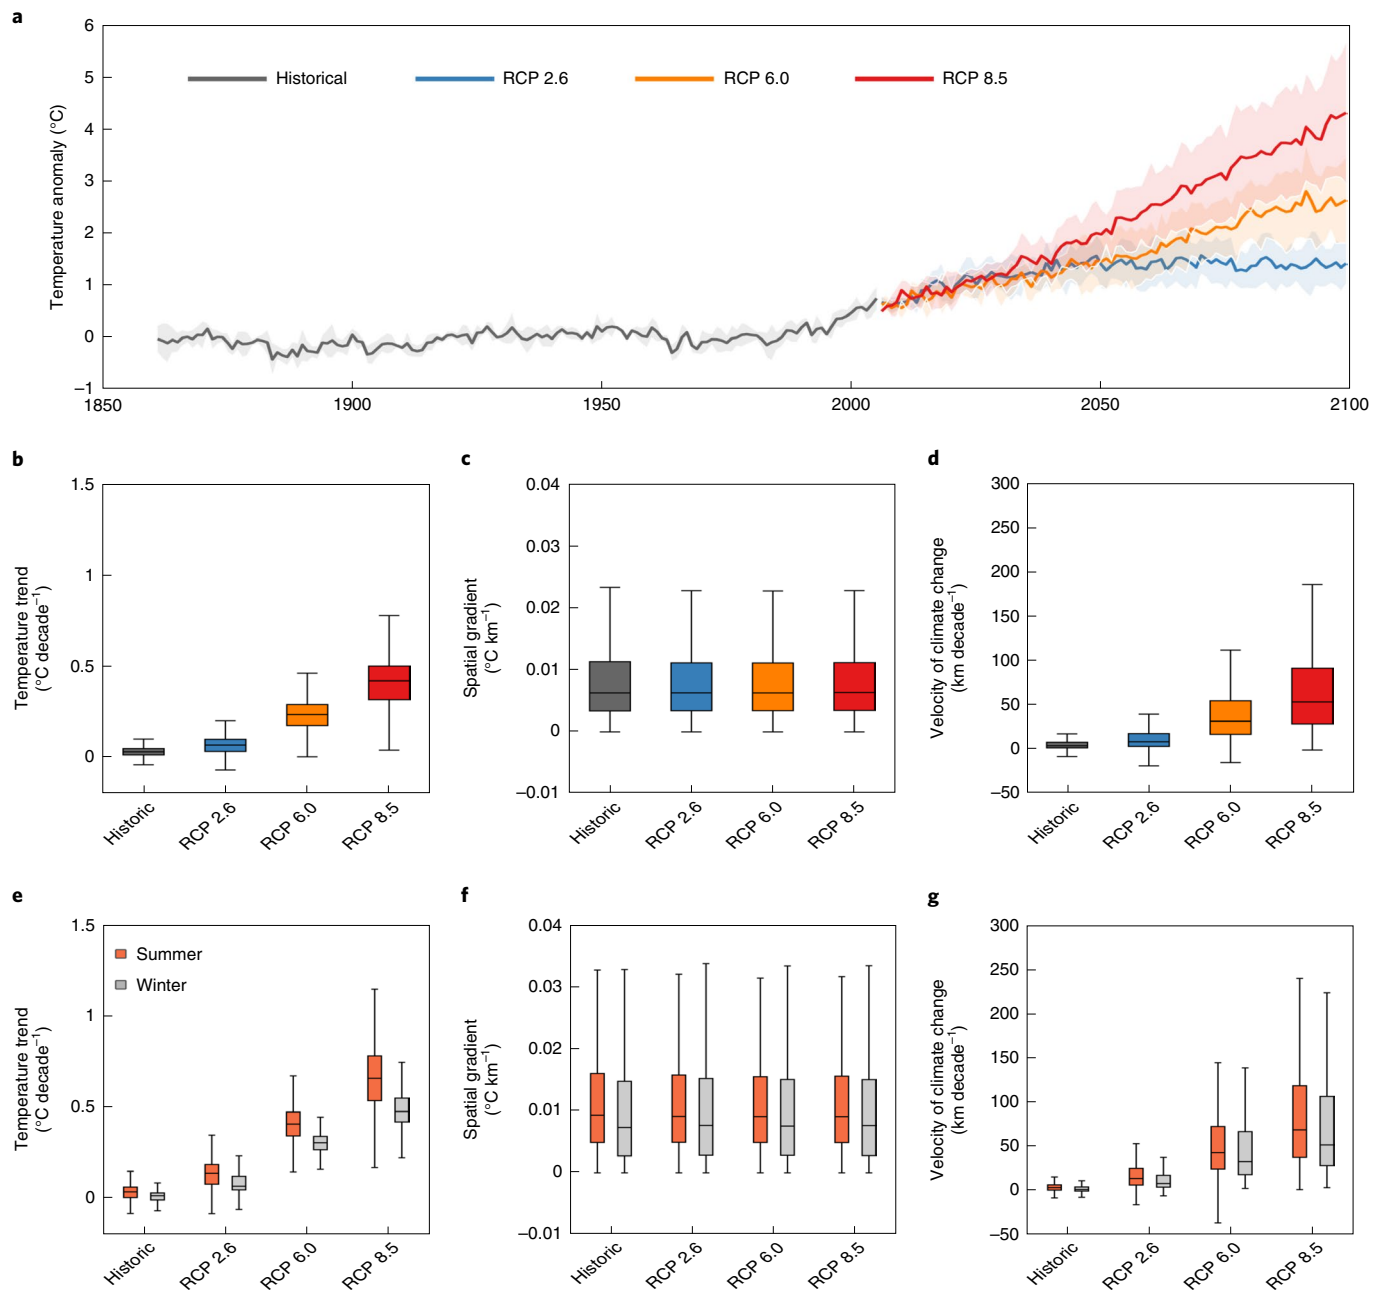 a
6
5
4
3
2
1
0
–1
Temperature anomaly (°C)
Historical
RCP 2.6
RCP 6.0
RCP 8.5
1850
1900
1950
2000
2050
2100
b
1.5
1
0.5
0
Temperature trend
(°C decade⁻¹)
Historic
RCP 2.6
RCP 6.0
RCP 8.5
c
0.04
0.03
0.02
0.010
0
–0.01
Spatial gradient
(°C km⁻¹)
Historic
RCP 2.6
RCP 6.0
RCP 8.5
d
300
250
200
150
100
50
0
–50
Velocity of climate change
(km decade⁻¹)
Historic
RCP 2.6
RCP 6.0
RCP 8.5
e
1.5
1
0.5
0
Temperature trend
(°C decade⁻¹)
Summer
Winter
Historic
RCP 2.6
RCP 6.0
RCP 8.5
f
0.04
0.03
0.02
0.010
0
–0.01
Spatial gradient
(°C km⁻¹)
Historic
RCP 2.6
RCP 6.0
RCP 8.5
g
300
250
200
150
100
50
0
–50
Velocity of climate change
(km decade⁻¹)
Historic
RCP 2.6
RCP 6.0
RCP 8.5